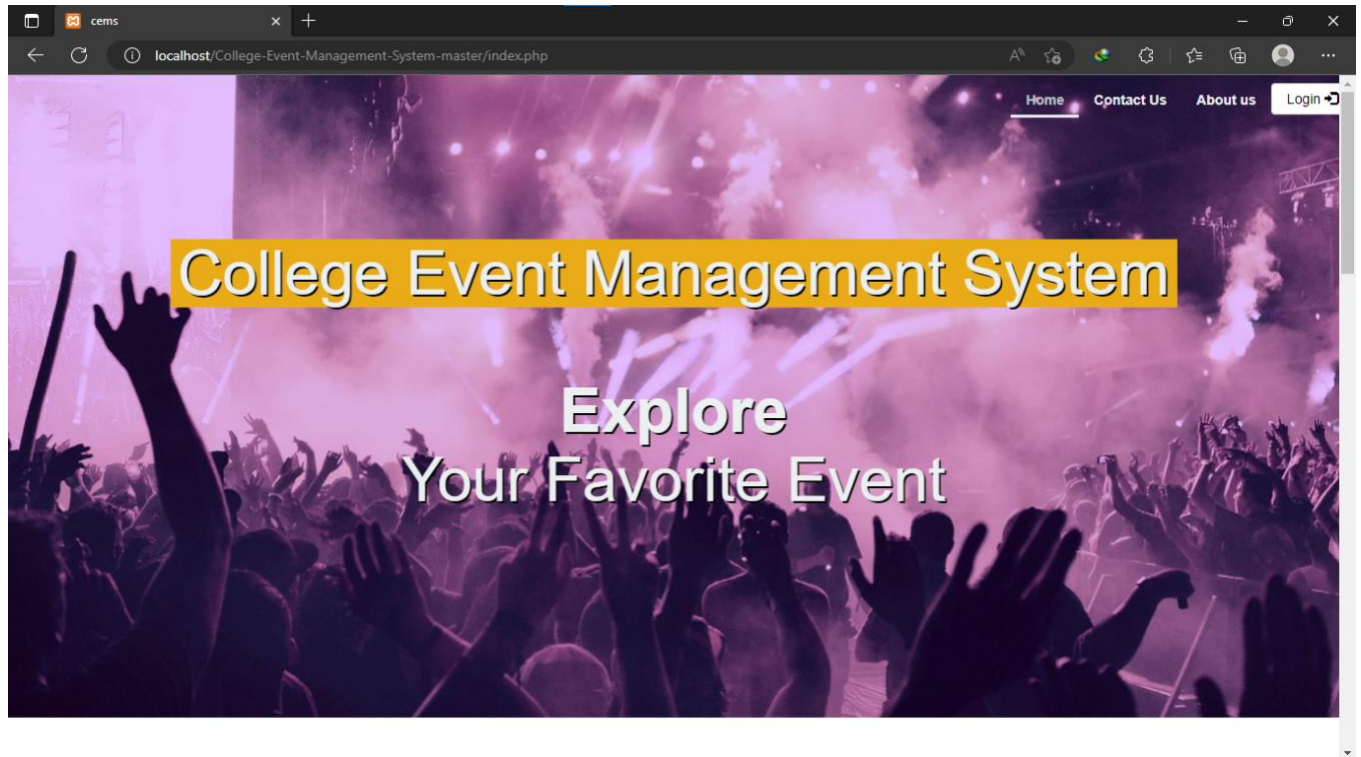 cems
localhost/College-Event-Management-System-master/index.php
Home Contact Us About us Login
College Event Management System
Explore
Your Favorite Event